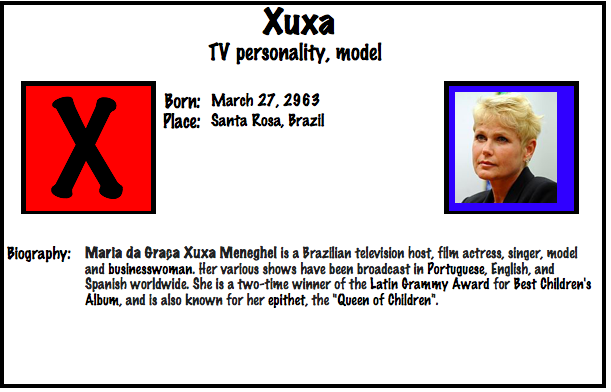 Xuxa
TV personality, model
X
Born: March 27, 2963
Place: Santa Rosa, Brazil
Biography: Maria da Graça Xuxa Meneghel is a Brazilian television host, film actress, singer, model
and businesswoman. Her various shows have been broadcast in Portuguese, English, and
Spanish worldwide. She is a two-time winner of the Latin Grammy Award for Best Children's
Album, and is also known for her epithet, the "Queen of Children".